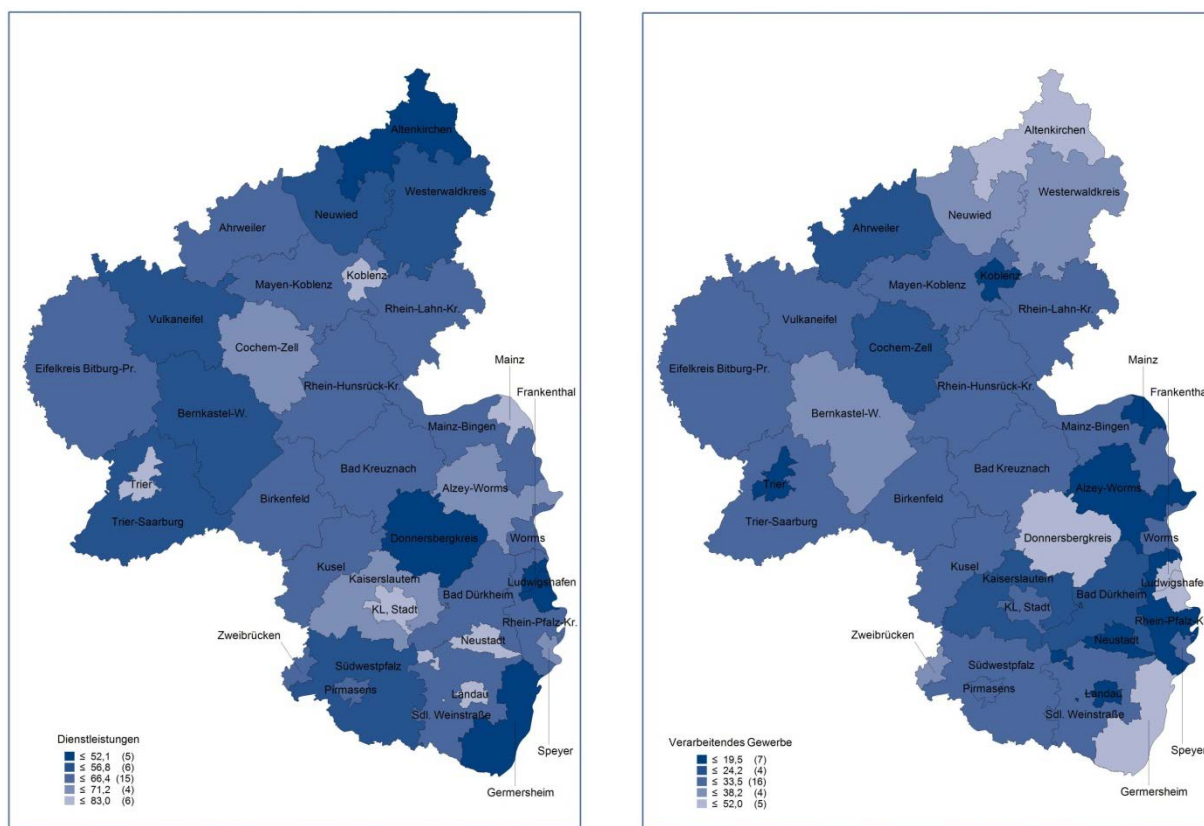 Altenkirchen
Westerwaldkreis
Neuwied
Ahrweiler
Koblenz
Mayen-Koblenz
Rhein-Lahn-Kr.
Vulkaneifel
Cochem-Zell
Mainz
Eifelkreis Bitburg-Pr.
Rhein-Hunsrück-Kr.
Frankenthal
Bernkastel-W.
Mainz-Bingen
Bad Kreuznach
Trier
Alzey-Worms
Birkenfeld
Trier-Saarburg
Donnersbergkreis
Worms
Kusel
Kaiserslautern
Ludwigshafen
Bad Dürkheim
KL, Stadt
Rhein-Pfalz-Kr.
Zweibrücken
Neustadt
Südwestpfalz
Pirmasens
Landau
Sdl. Weinstraße
Dienstleistungen
≤ 52,1 (5)
≤ 56,8 (6)
≤ 66,4 (15)
≤ 71,2 (4)
≤ 83,0 (6)
Speyer
Germersheim
Altenkirchen
Westerwaldkreis
Neuwied
Ahrweiler
Koblenz
Mayen-Koblenz
Rhein-Lahn-Kr.
Vulkaneifel
Cochem-Zell
Mainz
Eifelkreis Bitburg-Pr.
Rhein-Hunsrück-Kr.
Frankenthal
Bernkastel-W.
Mainz-Bingen
Bad Kreuznach
Trier
Alzey-Worms
Birkenfeld
Trier-Saarburg
Donnersbergkreis
Worms
Kusel
Kaiserslautern
Ludwigshafen
Bad Dürkheim
KL, Stadt
Rhein-Pfalz-Kr
Zweibrücken
Neustadt
Südwestpfalz
Pirmasens
Landau
Sdl. Weinstraße
Verarbeitendes Gewerbe
≤ 19,5 (7)
≤ 24,2 (4)
≤ 33,5 (16)
≤ 38,2 (4)
≤ 52,0 (5)
Speyer
Germersheim